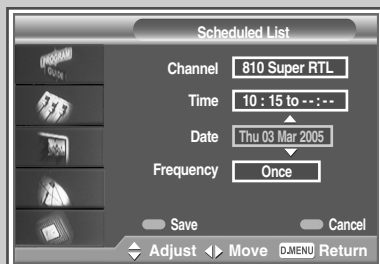 Scheduled List
PROGRAM GUIDE
Channel 810 Super RTL
Time 10 : 15 to --:--
Date Thu 03 Mar 2005
Frequency Once
Save Cancel
Adjust Move D.MENU Return